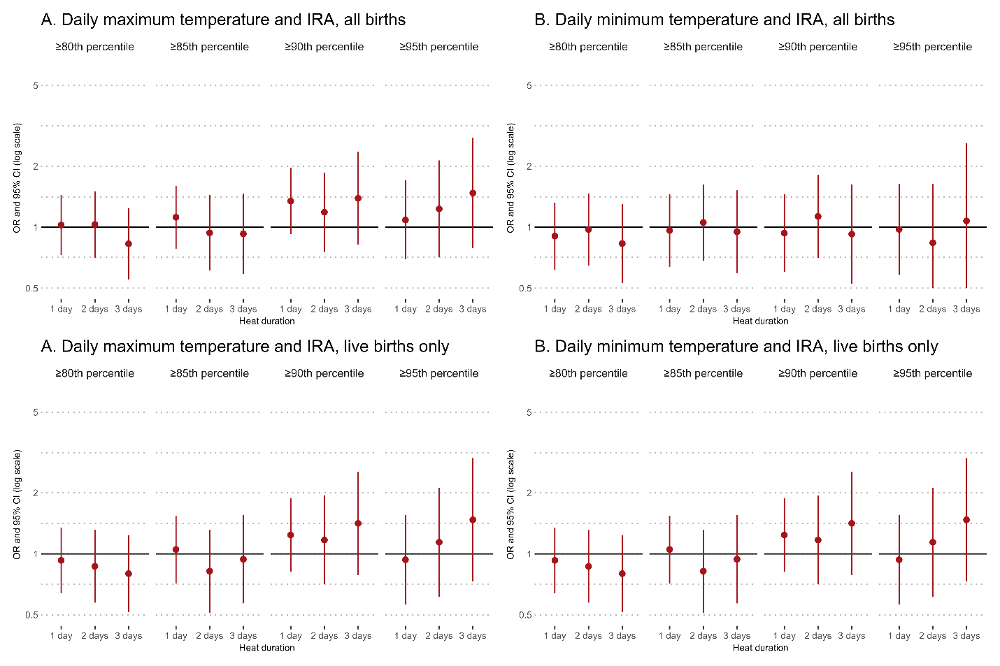 A. Daily maximum temperature and IRA, all births
≥80th percentile ≥85th percentile ≥90th percentile ≥95th percentile
OR and 95% CI (log scale)
5
2
1
0.5
1 day 2 days 3 days 1 day 2 days 3 days 1 day 2 days 3 days 1 day 2 days 3 days
Heat duration
B. Daily minimum temperature and IRA, all births
≥80th percentile ≥85th percentile ≥90th percentile ≥95th percentile
OR and 95% CI (log scale)
5
2
1
0.5
1 day 2 days 3 days 1 day 2 days 3 days 1 day 2 days 3 days 1 day 2 days 3 days
Heat duration
A. Daily maximum temperature and IRA, live births only
≥80th percentile ≥85th percentile ≥90th percentile ≥95th percentile
OR and 95% CI (log scale)
5
2
1
0.5
1 day 2 days 3 days 1 day 2 days 3 days 1 day 2 days 3 days 1 day 2 days 3 days
Heat duration
B. Daily minimum temperature and IRA, live births only
≥80th percentile ≥85th percentile ≥90th percentile ≥95th percentile
OR and 95% CI (log scale)
5
2
1
0.5
1 day 2 days 3 days 1 day 2 days 3 days 1 day 2 days 3 days 1 day 2 days 3 days
Heat duration